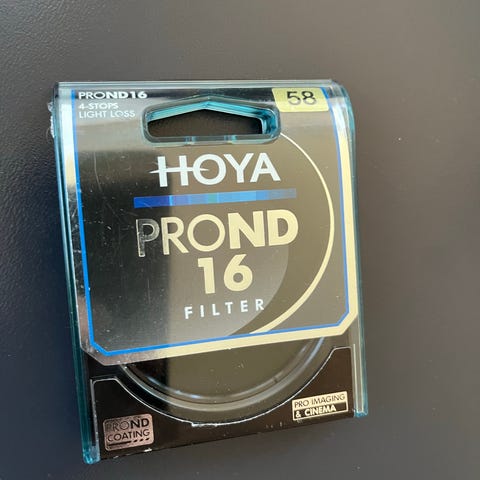 PROND16
4-STOPS
LIGHT LOSS
58
HOYA
PROND
16
FILTER
PROND
COATING
PRO IMAGING
& CINEMA